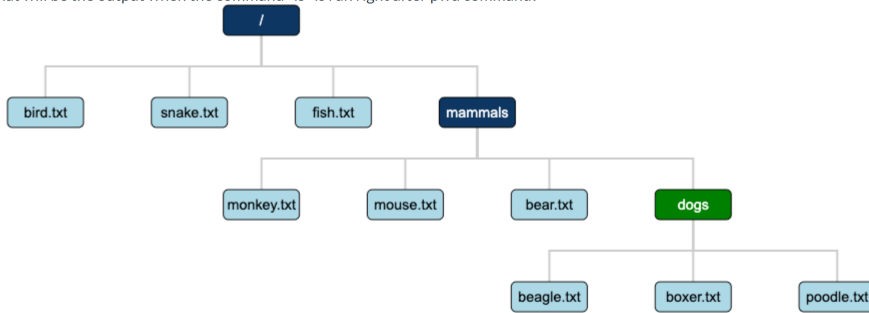 /
bird.txt
snake.txt
fish.txt
mammals
monkey.txt
mouse.txt
bear.txt
dogs
beagle.txt
boxer.txt
poodle.txt